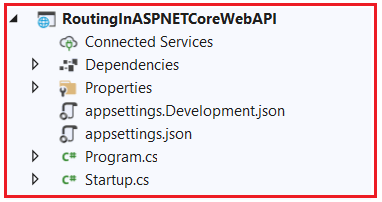 RoutingInASPNETCoreWebAPI
Connected Services
Dependencies
Properties
appsettings.Development.json
appsettings.json
C# Program.cs
C# Startup.cs